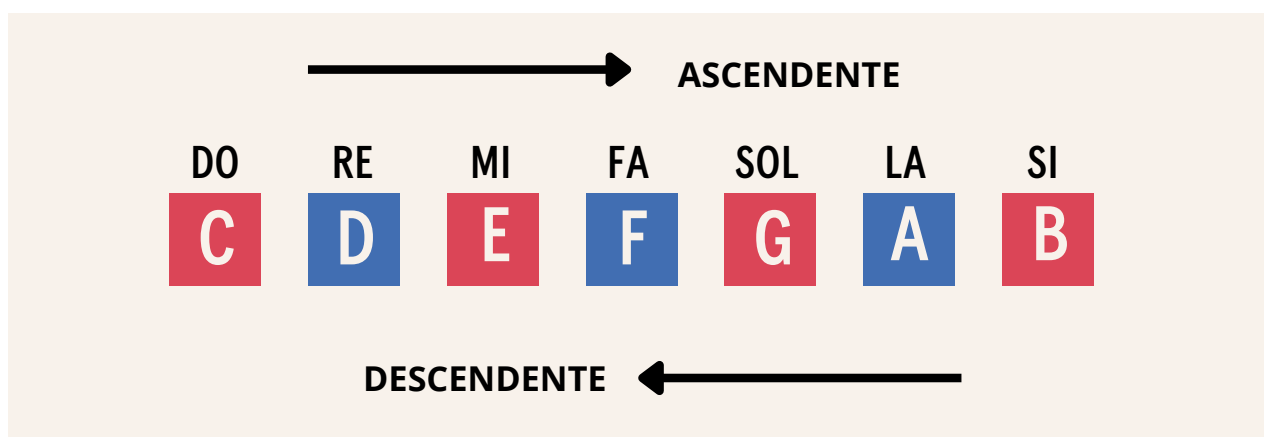 ASCENDENTE
DO RE MI FA SOL LA SI
C D E F G A B
DESCENDENTE